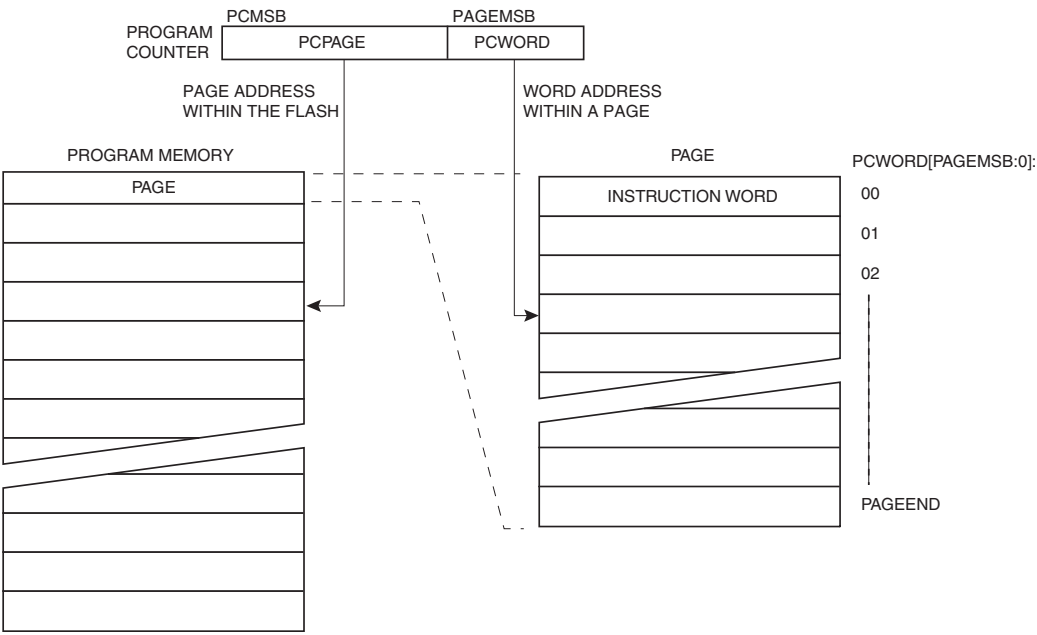 PCMSB
PAGEMSB
PROGRAM
COUNTER
PCPAGE
PCWORD
PAGE ADDRESS
WITHIN THE FLASH
WORD ADDRESS
WITHIN A PAGE
PROGRAM MEMORY
PAGE
PAGE
PCWORD[PAGEMSB:0]:
INSTRUCTION WORD
00
01
02
PAGEEND